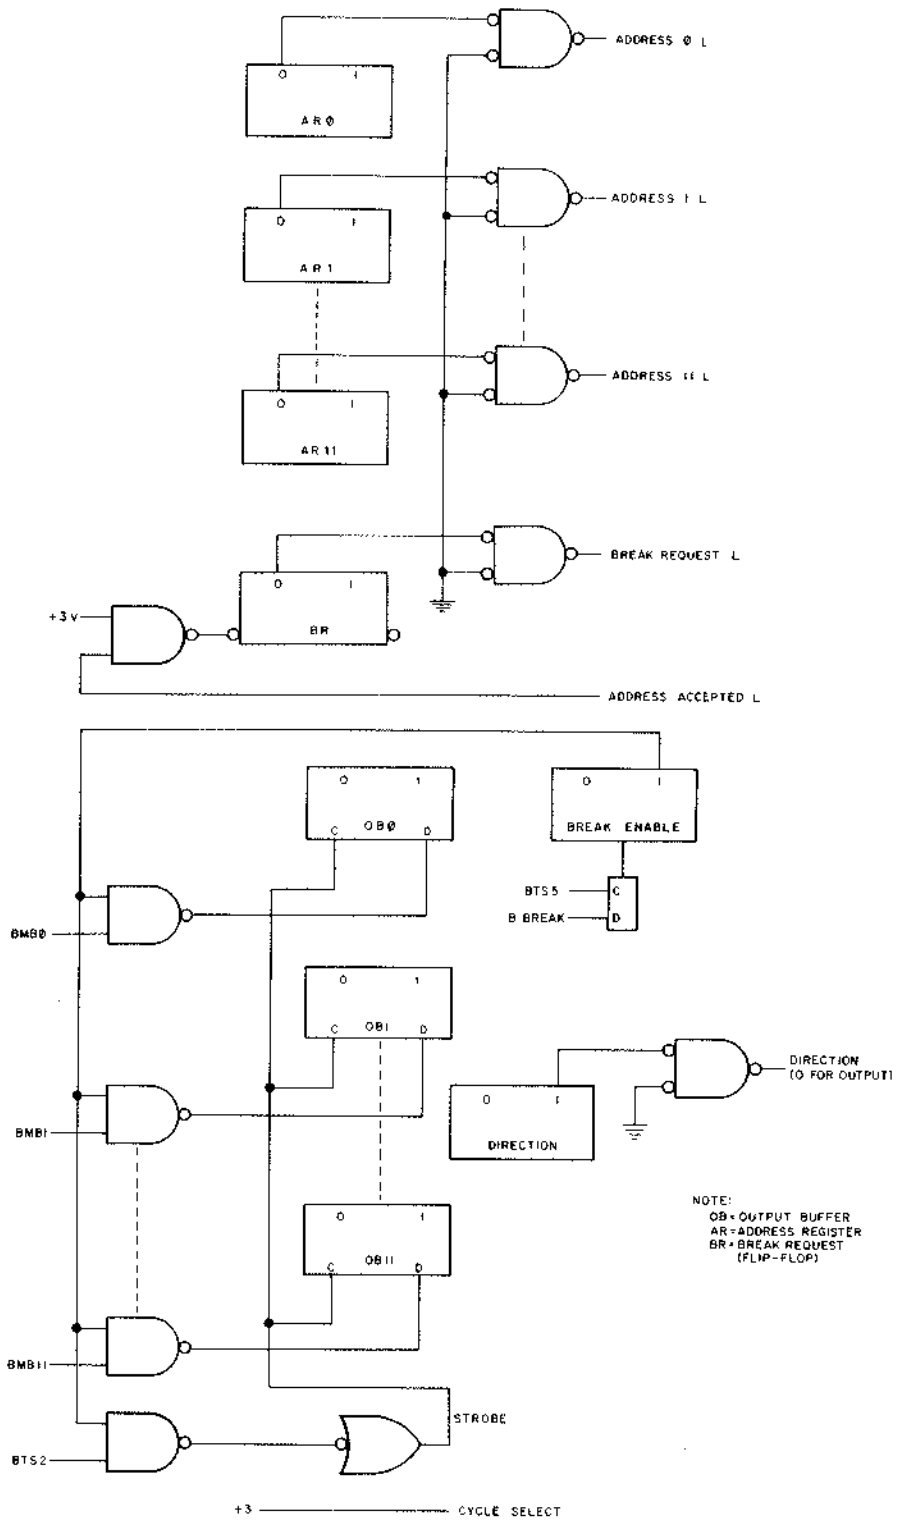 ADDRESS Ø L
0 1
ARØ
ADDRESS 1 L
0 1
AR1
ADDRESS 11 L
0 1
AR11
BREAK REQUEST L
0 1
BR
+3V
ADDRESS ACCEPTED L
0 1
OBØ
C D
0 1
BREAK ENABLE
BTS5
C
B BREAK
D
BMBØ
0 1
OB1
C D
BMB1
0 1
DIRECTION
DIRECTION
(0 FOR OUTPUT)
0 1
OB11
C D
NOTE:
OB=OUTPUT BUFFER
AR=ADDRESS REGISTER
BR=BREAK REQUEST
(FLIP-FLOP)
BMB11
STROBE
BTS2
+3
CYCLE SELECT